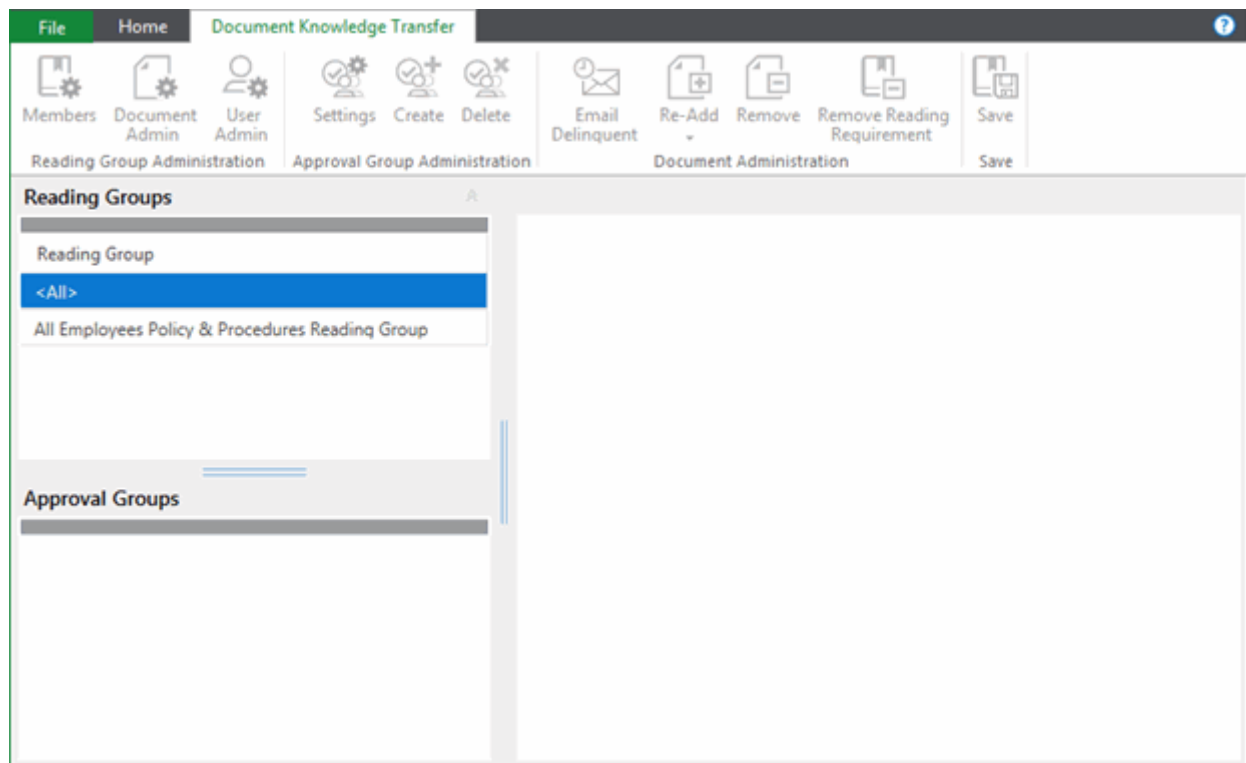 File Home Document Knowledge Transfer ?
Members Document User Settings Create Delete Email Re-Add Remove Remove Reading Save
Admin Admin Delinquent Requirement
Reading Group Administration Approval Group Administration Document Administration Save
Reading Groups
Reading Group
<All>
All Employees Policy & Procedures Reading Group
Approval Groups